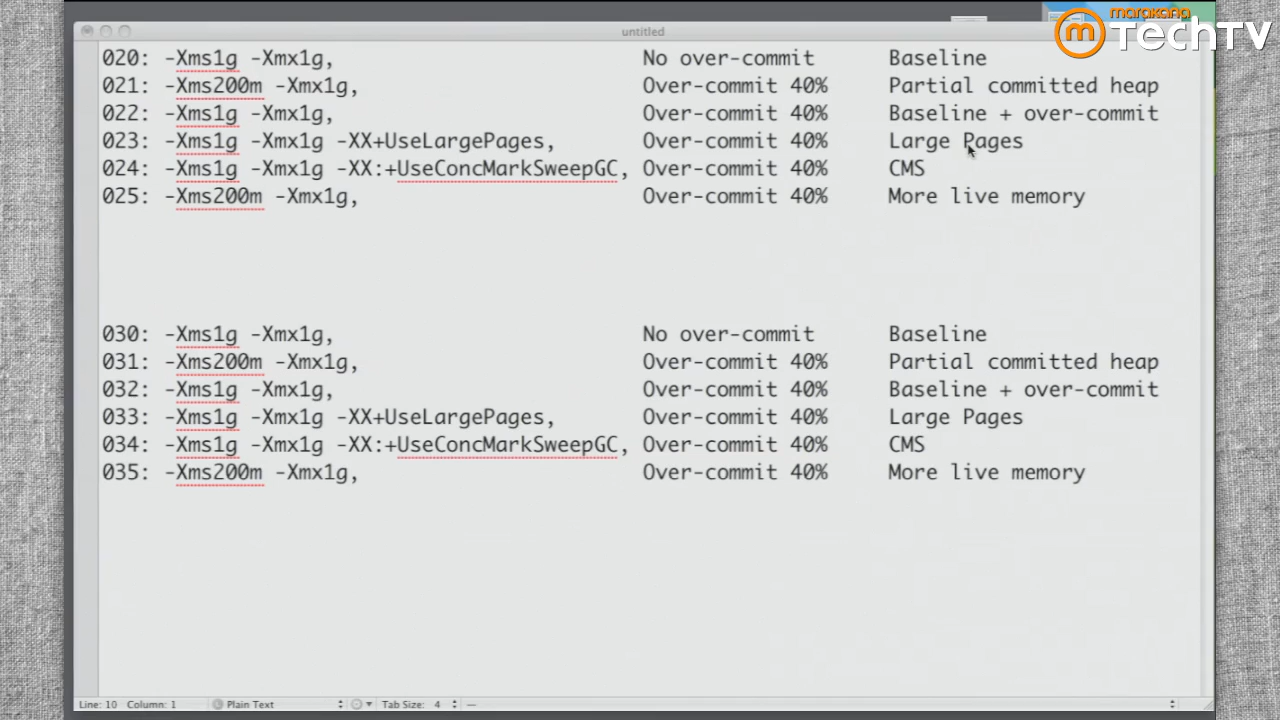 marakana
TechTV
untitled
020: -Xms1g -Xmx1g, No over-commit Baseline
021: -Xms200m -Xmx1g, Over-commit 40% Partial committed heap
022: -Xms1g -Xmx1g, Over-commit 40% Baseline + over-commit
023: -Xms1g -Xmx1g -XX+UseLargePages, Over-commit 40% Large Pages
024: -Xms1g -Xmx1g -XX:+UseConcMarkSweepGC, Over-commit 40% CMS
025: -Xms200m -Xmx1g, Over-commit 40% More live memory
030: -Xms1g -Xmx1g, No over-commit Baseline
031: -Xms200m -Xmx1g, Over-commit 40% Partial committed heap
032: -Xms1g -Xmx1g, Over-commit 40% Baseline + over-commit
033: -Xms1g -Xmx1g -XX+UseLargePages, Over-commit 40% Large Pages
034: -Xms1g -Xmx1g -XX:+UseConcMarkSweepGC, Over-commit 40% CMS
035: -Xms200m -Xmx1g, Over-commit 40% More live memory
Line: 10 Column: 1 Plain Text Tab Size: 4 —